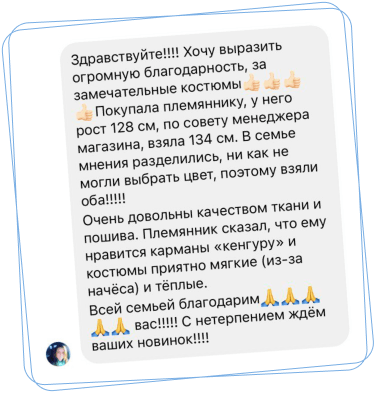 Здравствуйте!!!! Хочу выразить
огромную благодарность, за
замечательные костюмы👍🏻👍🏻👍🏻
👍🏻Покупала племяннику, у него
рост 128 см, по совету менеджера
магазина, взяла 134 см. В семье
мнения разделились, ни как не
могли выбрать цвет, поэтому взяли
оба!!!!!
Очень довольны качеством ткани и
пошива. Племянник сказал, что ему
нравится карманы «кенгуру» и
костюмы приятно мягкие (из-за
начёса) и тёплые.
Всей семьей благодарим🙏🙏🙏
🙏🙏 вас!!!!! С нетерпением ждём
ваших новинок!!!!